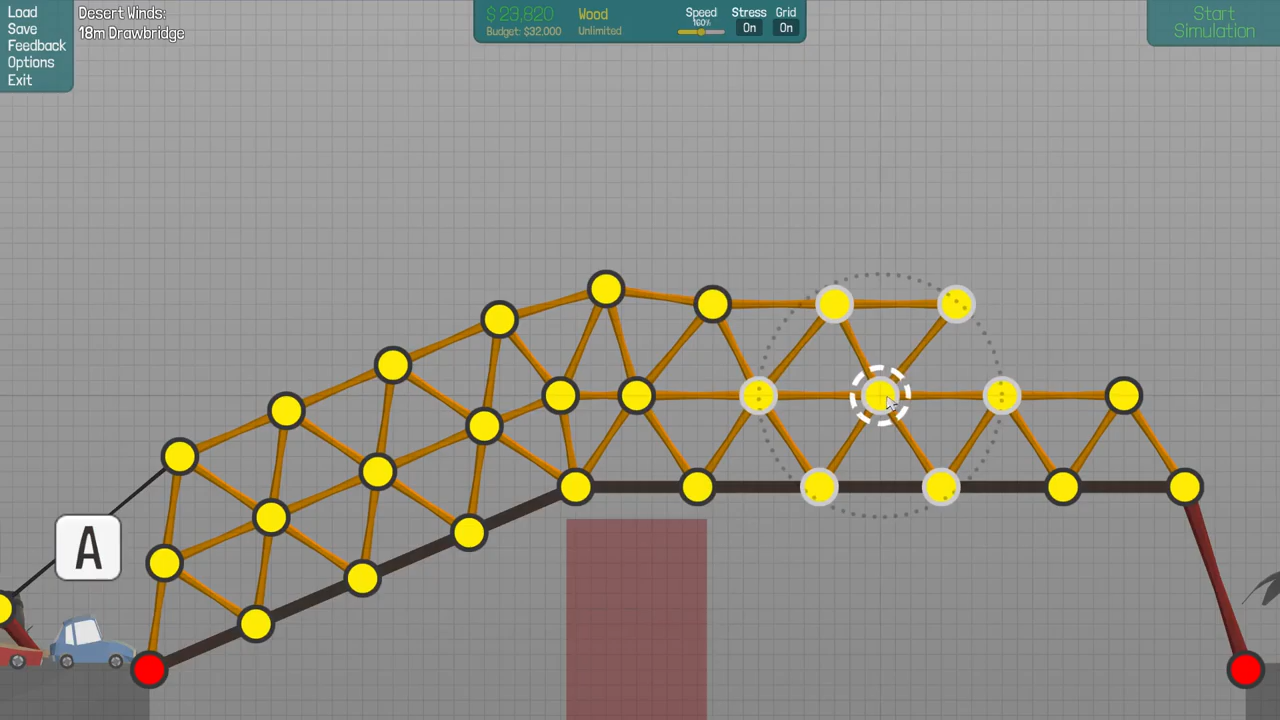 Load
Save
Feedback
Options
Exit
Desert Winds:
18m Drawbridge
$ 23,820
Budget: $32.000
Wood
Unlimited
Speed
160%
Stress
On
Grid
On
Start
Simulation
A